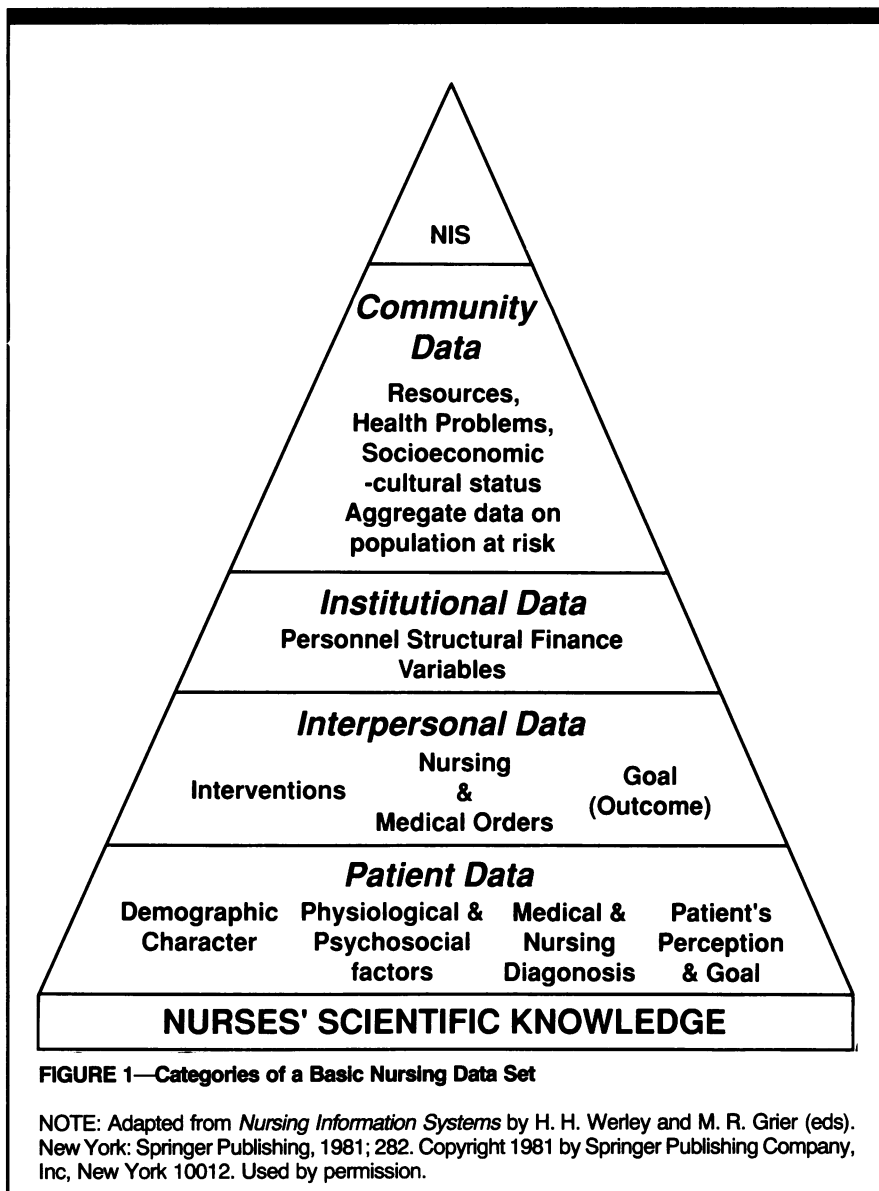 NIS
Community
Data
Resources,
Health Problems,
Socioeconomic
-cultural status
Aggregate data on
population at risk
Institutional Data
Personnel Structural Finance
Variables
Interpersonal Data
Interventions
Nursing
&
Medical Orders
Goal
(Outcome)
Patient Data
Demographic
Character
Physiological &
Psychosocial
factors
Medical &
Nursing
Diagonosis
Patient's
Perception
& Goal
NURSES' SCIENTIFIC KNOWLEDGE
FIGURE 1—Categories of a Basic Nursing Data Set
NOTE: Adapted from Nursing Information Systems by H. H. Werley and M. R. Grier (eds).
New York: Springer Publishing, 1981; 282. Copyright 1981 by Springer Publishing Company,
Inc, New York 10012. Used by permission.